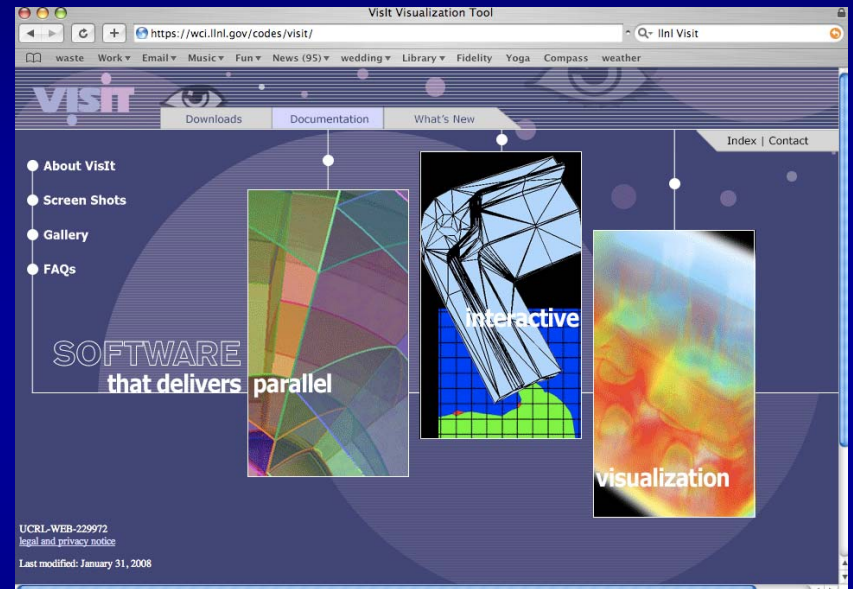 VisIt Visualization Tool
https://wci.llnl.gov/codes/visit/
llnl Visit
waste Work Email Music Fun News (95) wedding Library Fidelity Yoga Compass weather
VISIT
Downloads Documentation What's New
Index | Contact
About VisIt
Screen Shots
Gallery
FAQs
interactive
SOFTWARE
that delivers parallel
visualization
UCRL-WEB-229972
legal and privacy notice
Last modified: January 31, 2008